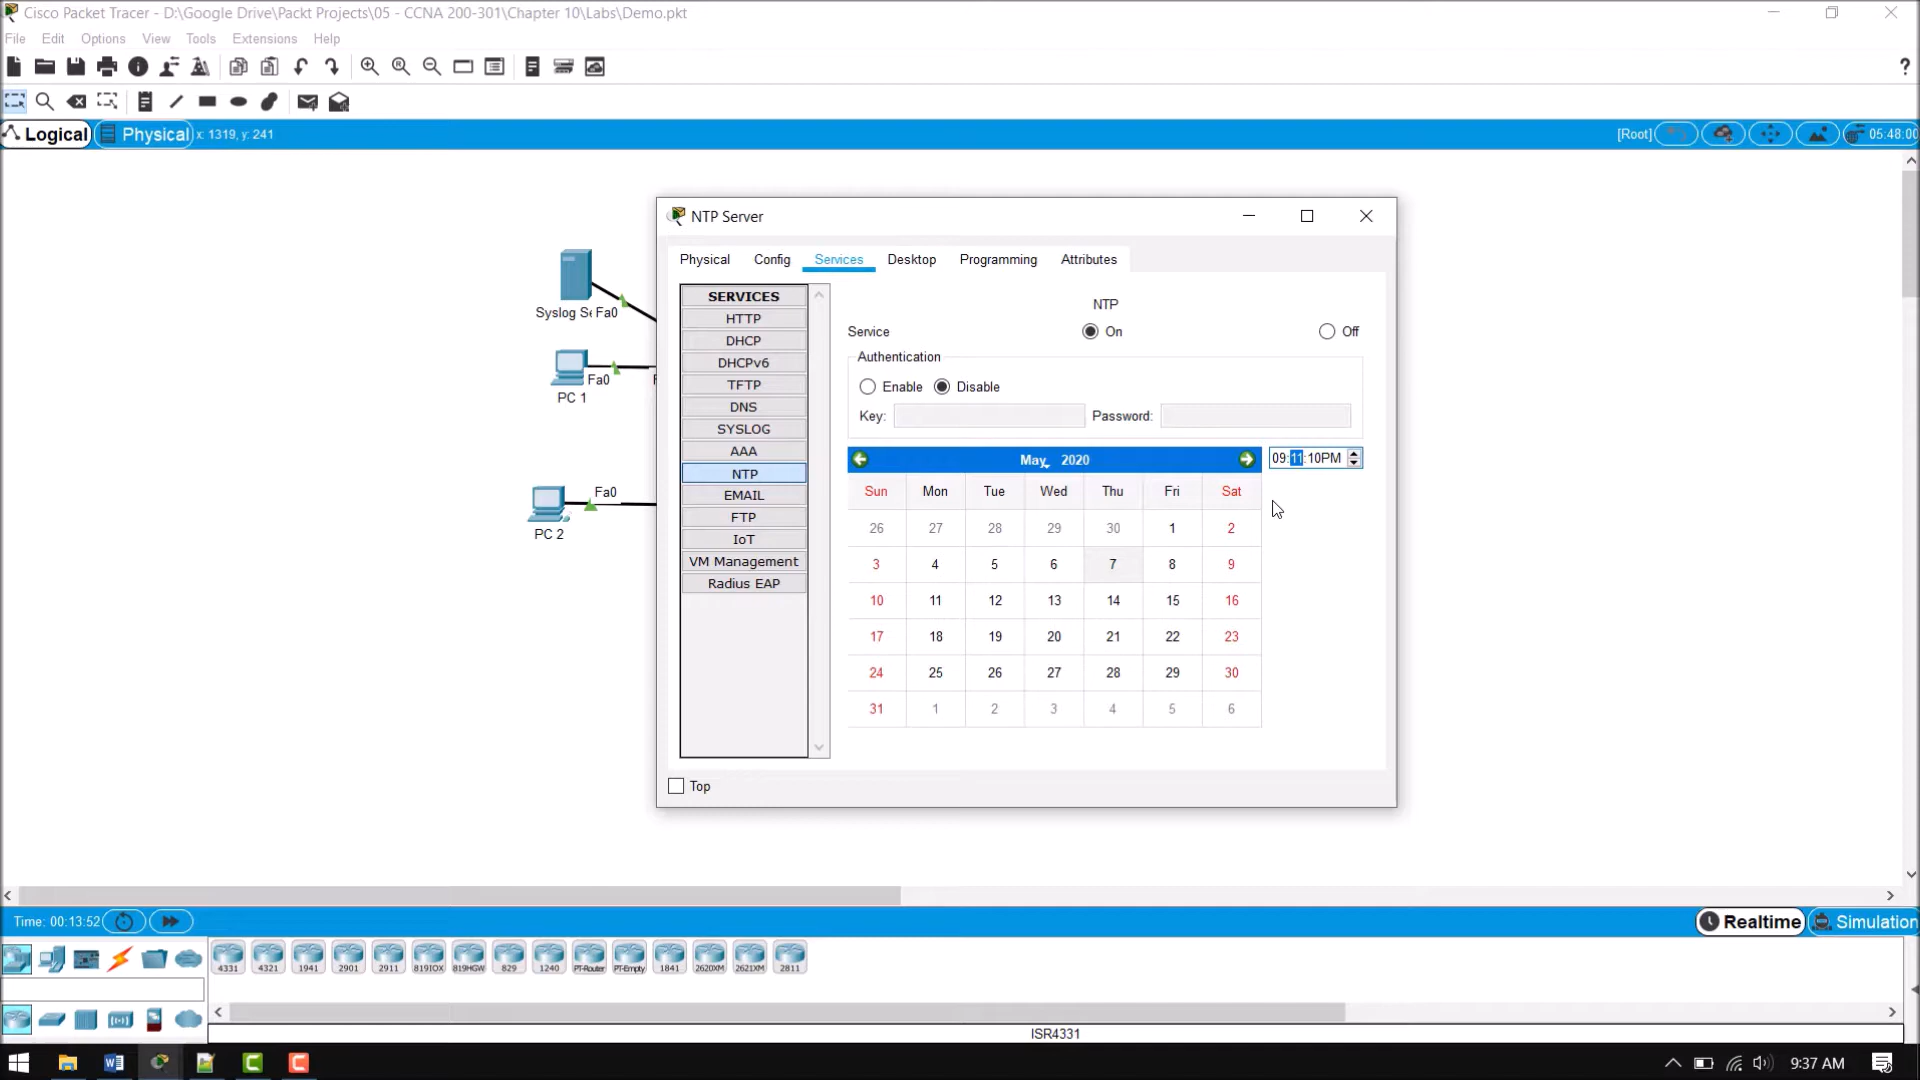 Cisco Packet Tracer - D:\Google Drive\Packt Projects\05 - CCNA 200-301\Chapter 10\Labs\Demo.pkt
File Edit Options View Tools Extensions Help
?
Logical Physical x: 1319, y: 241 [Root] 05:48:00
NTP Server
Physical Config Services Desktop Programming Attributes
SERVICES
HTTP
DHCP
DHCPv6
TFTP
DNS
SYSLOG
AAA
NTP
EMAIL
FTP
IoT
VM Management
Radius EAP
NTP
Service On Off
Authentication
Enable Disable
Key: Password:
May 2020 09:11:10PM
Sun Mon Tue Wed Thu Fri Sat
26 27 28 29 30 1 2
3 4 5 6 7 8 9
10 11 12 13 14 15 16
17 18 19 20 21 22 23
24 25 26 27 28 29 30
31 1 2 3 4 5 6
Top
Syslog Se Fa0
Fa0
PC 1
Fa0
PC 2
Time: 00:13:52 Realtime Simulation
4331 4321 1941 2901 2911 819IOX 819HGW 829 1240 PT-Router PT-Empty 1841 2620XM 2621XM 2811
ISR4331
9:37 AM